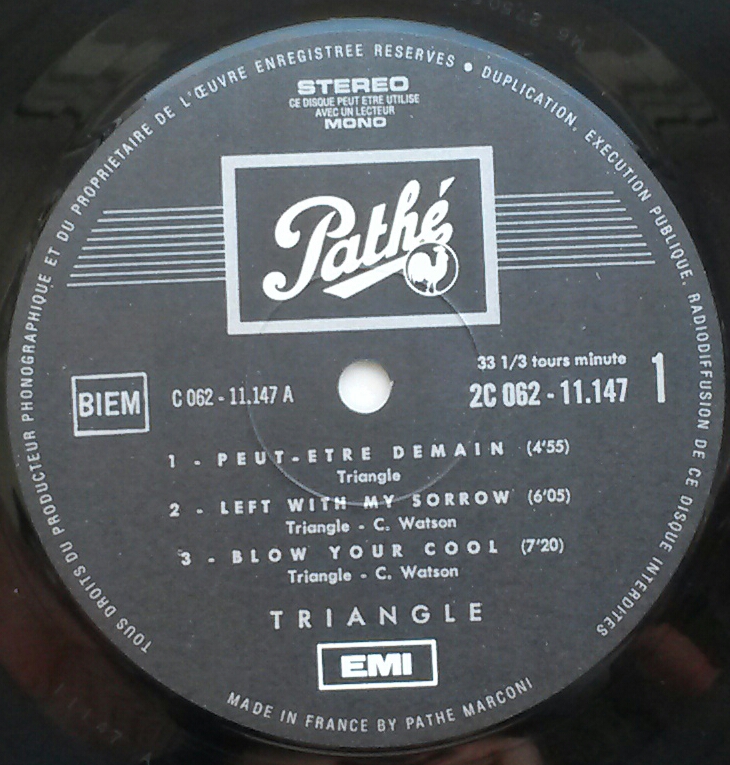 TOUS DROITS DU PRODUCTEUR PHONOGRAPHIQUE ET DU PROPRIÉTAIRE DE L'ŒUVRE ENREGISTREE RESERVES • DUPLICATION, EXECUTION PUBLIQUE, RADIODIFFUSION DE CE DISQUE INTERDITES
STEREO
CE DISQUE PEUT ETRE UTILISE
AVEC UN LECTEUR
MONO
Pathé
33 1/3 tours minute
BIEM C 062 - 11.147 A 2C 062 - 11.147 1
1 - PEUT-ETRE DEMAIN (4'55)
Triangle
2 - LEFT WITH MY SORROW (6'05)
Triangle - C. Watson
3 - BLOW YOUR COOL (7'20)
Triangle - C. Watson
TRIANGLE
EMI
MADE IN FRANCE BY PATHE MARCONI